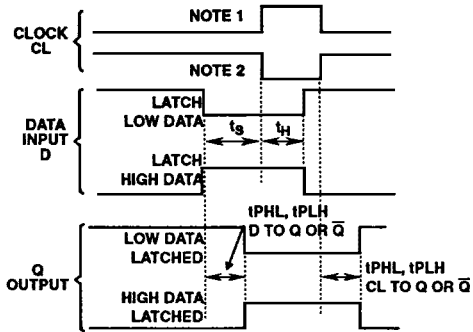 NOTE 1
CLOCK
CL
NOTE 2
LATCH
LOW DATA
DATA
INPUT
D
tS
tH
LATCH
HIGH DATA
tPHL, tPLH
D TO Q OR Q̅
LOW DATA
LATCHED
Q
OUTPUT
tPHL, tPLH
CL TO Q OR Q̅
HIGH DATA
LATCHED